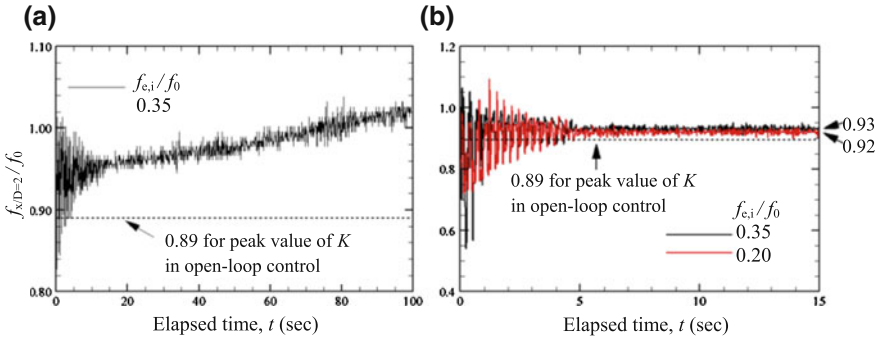 (a)
1.10
1.00
0.90
0.80
f_x/D=2 / f_0
f_e,i / f_0
0.35
0.89 for peak value of K
in open-loop control
0 20 40 60 80 100
Elapsed time, t (sec)
(b)
1.2
1.0
0.8
0.6
0.4
0.93
0.92
0.89 for peak value of K
in open-loop control
f_e,i / f_0
0.35
0.20
0 5 10 15
Elapsed time, t (sec)